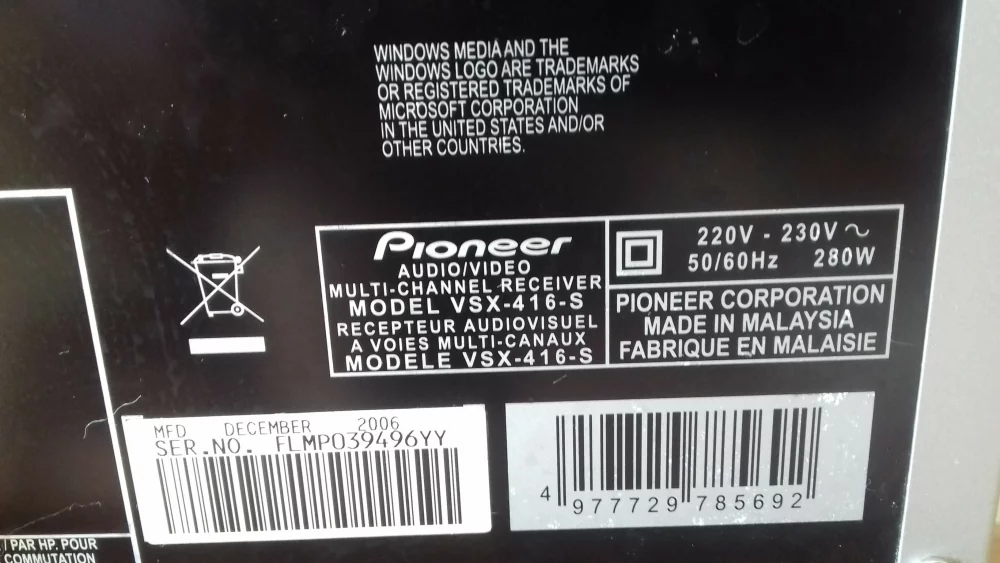 WINDOWS MEDIA AND THE
WINDOWS LOGO ARE TRADEMARKS
OR REGISTERED TRADEMARKS OF
MICROSOFT CORPORATION
IN THE UNITED STATES AND/OR
OTHER COUNTRIES.
Pioneer
AUDIO/VIDEO
MULTI-CHANNEL RECEIVER
MODEL VSX-416-S
RECEPTEUR AUDIOVISUEL
A VOIES MULTI-CANAUX
MODELE VSX-416-S
220V - 230V ~
50/60Hz 280W
PIONEER CORPORATION
MADE IN MALAYSIA
FABRIQUE EN MALAISIE
MFD DECEMBER 2006
SER.NO. FLMP039496YY
4 977729 785692
/ PAR HP. POUR
COMMUTATION